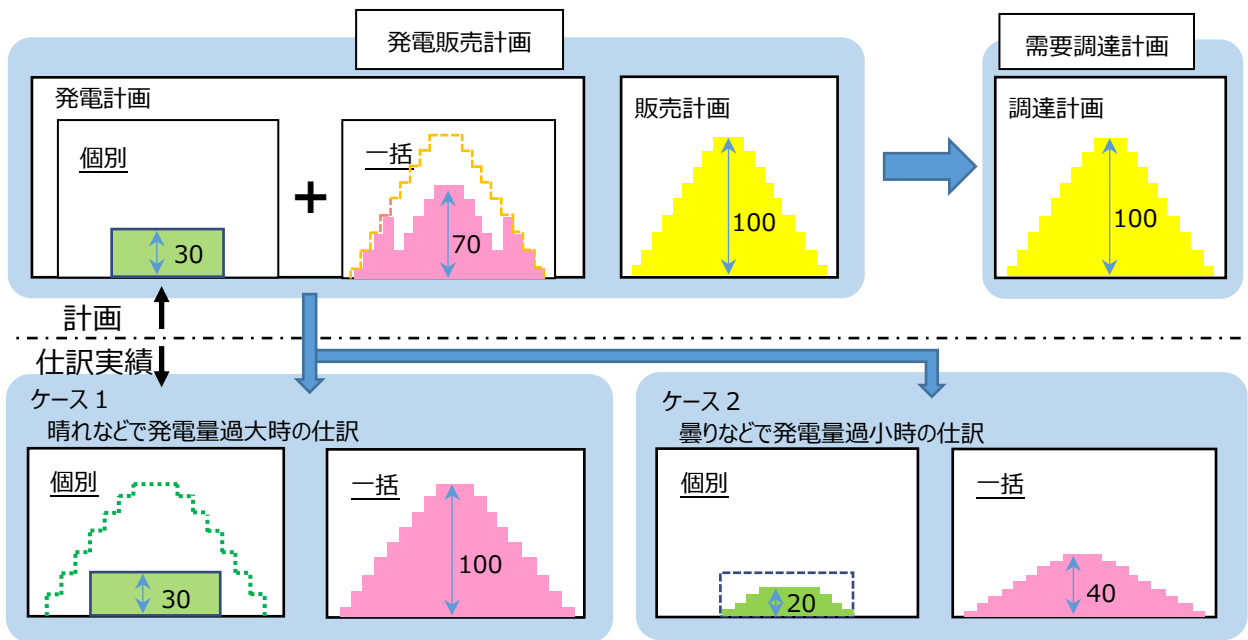 発電販売計画
需要調達計画
発電計画
個別
30
+
一括
70
販売計画
100
調達計画
100
計画
仕訳実績
ケース１
晴れなどで発電量過大時の仕訳
個別
30
一括
100
ケース２
曇りなどで発電量過小時の仕訳
個別
20
一括
40